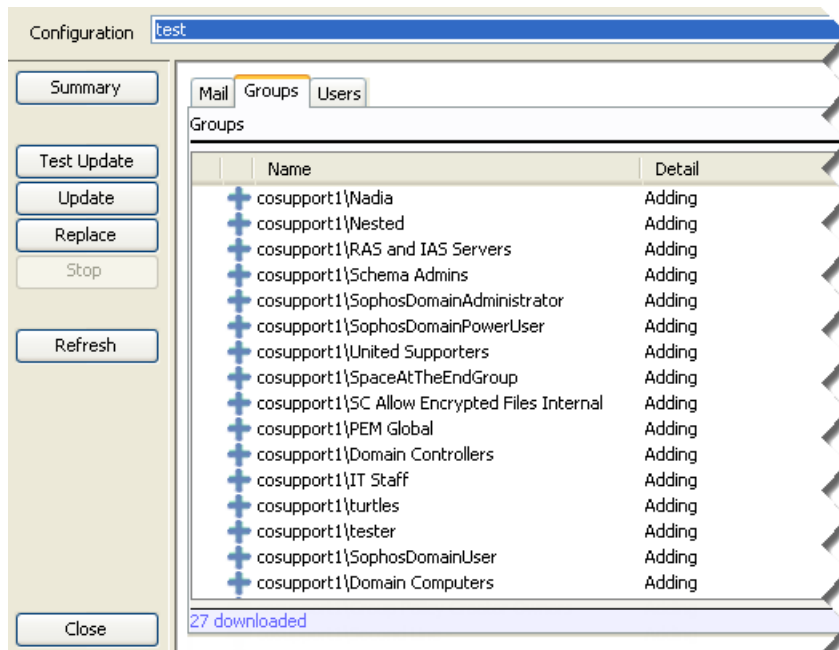 Configuration test
Summary
Test Update
Update
Replace
Stop
Refresh
Close
Mail Groups Users
Groups
Name Detail
cosupport1\Nadia Adding
cosupport1\Nested Adding
cosupport1\RAS and IAS Servers Adding
cosupport1\Schema Admins Adding
cosupport1\SophosDomainAdministrator Adding
cosupport1\SophosDomainPowerUser Adding
cosupport1\United Supporters Adding
cosupport1\SpaceAtTheEndGroup Adding
cosupport1\SC Allow Encrypted Files Internal Adding
cosupport1\PEM Global Adding
cosupport1\Domain Controllers Adding
cosupport1\IT Staff Adding
cosupport1\turtles Adding
cosupport1\tester Adding
cosupport1\SophosDomainUser Adding
cosupport1\Domain Computers Adding
27 downloaded